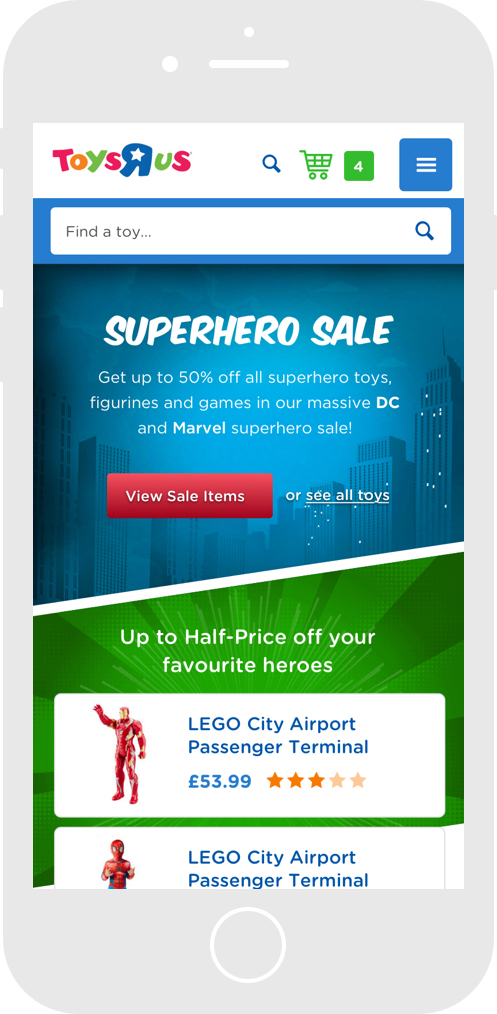 TOYSЯUS
4
Find a toy...
SUPERHERO SALE
Get up to 50% off all superhero toys,
figurines and games in our massive DC
and Marvel superhero sale!
View Sale Items or see all toys
Up to Half-Price off your
favourite heroes
LEGO City Airport
Passenger Terminal
£53.99
LEGO City Airport
Passenger Terminal